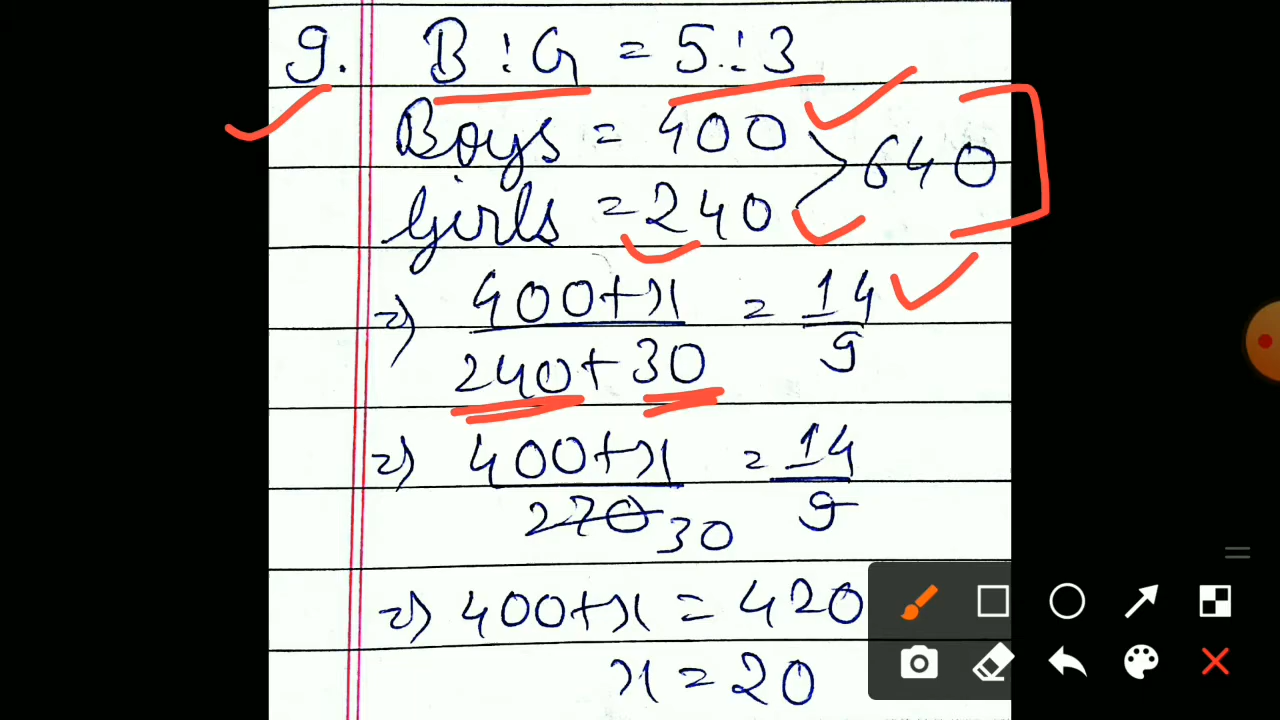 9. B : G = 5 : 3
Boys = 400 > 640
Girls = 240
⇒) 400+x / 240+30 = 14 / 9
⇒) 400+x / 270 30 = 14 / 9
⇒) 400+x = 420
x = 20